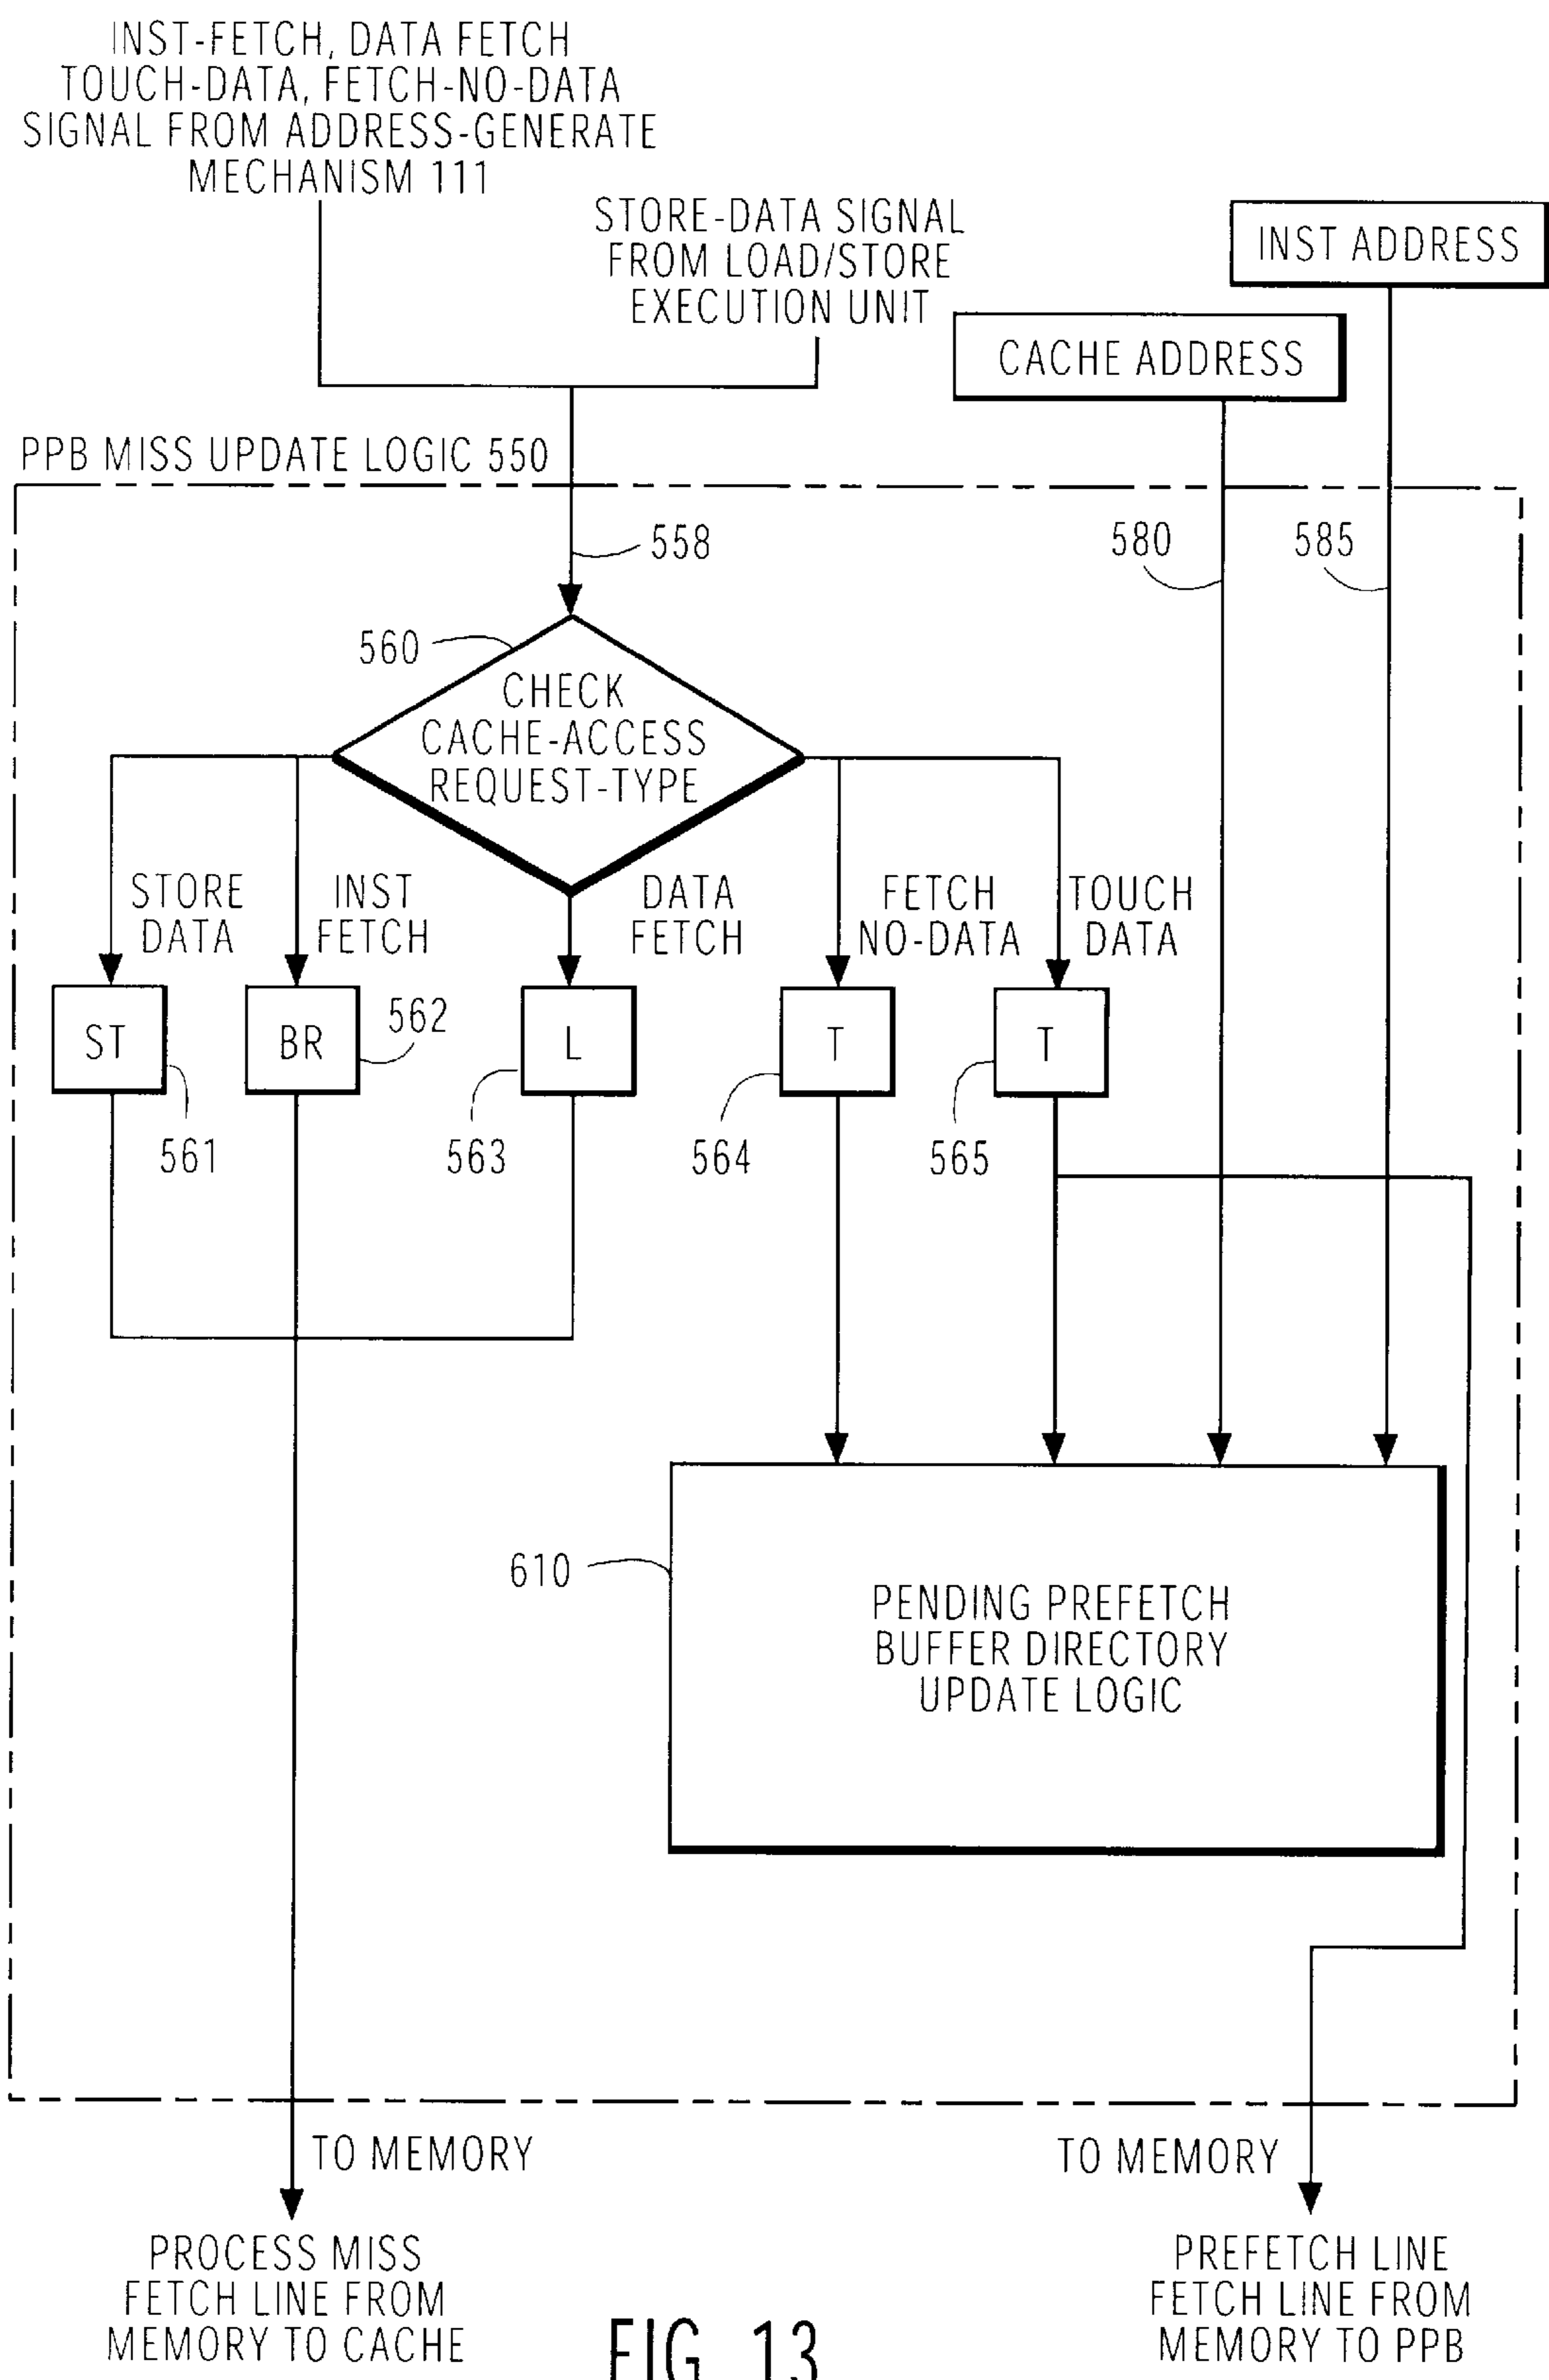 INST-FETCH, DATA FETCH
TOUCH-DATA, FETCH-NO-DATA
SIGNAL FROM ADDRESS-GENERATE
MECHANISM 111
STORE-DATA SIGNAL
FROM LOAD/STORE
EXECUTION UNIT
INST ADDRESS
CACHE ADDRESS
PPB MISS UPDATE LOGIC 550
558
580
585
560
CHECK
CACHE-ACCESS
REQUEST-TYPE
STORE
DATA
INST
FETCH
DATA
FETCH
FETCH
NO-DATA
TOUCH
DATA
ST
BR
562
L
T
T
561
563
564
565
610
PENDING PREFETCH
BUFFER DIRECTORY
UPDATE LOGIC
TO MEMORY
TO MEMORY
PROCESS MISS
FETCH LINE FROM
MEMORY TO CACHE
PREFETCH LINE
FETCH LINE FROM
MEMORY TO PPB
FIG. 13